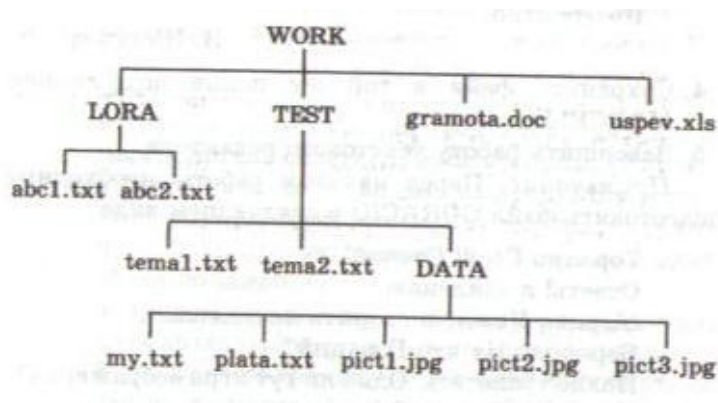 WORK
LORA TEST gramota.doc uspev.xls
abc1.txt abc2.txt
tema1.txt tema2.txt DATA
my.txt plata.txt pict1.jpg pict2.jpg pict3.jpg